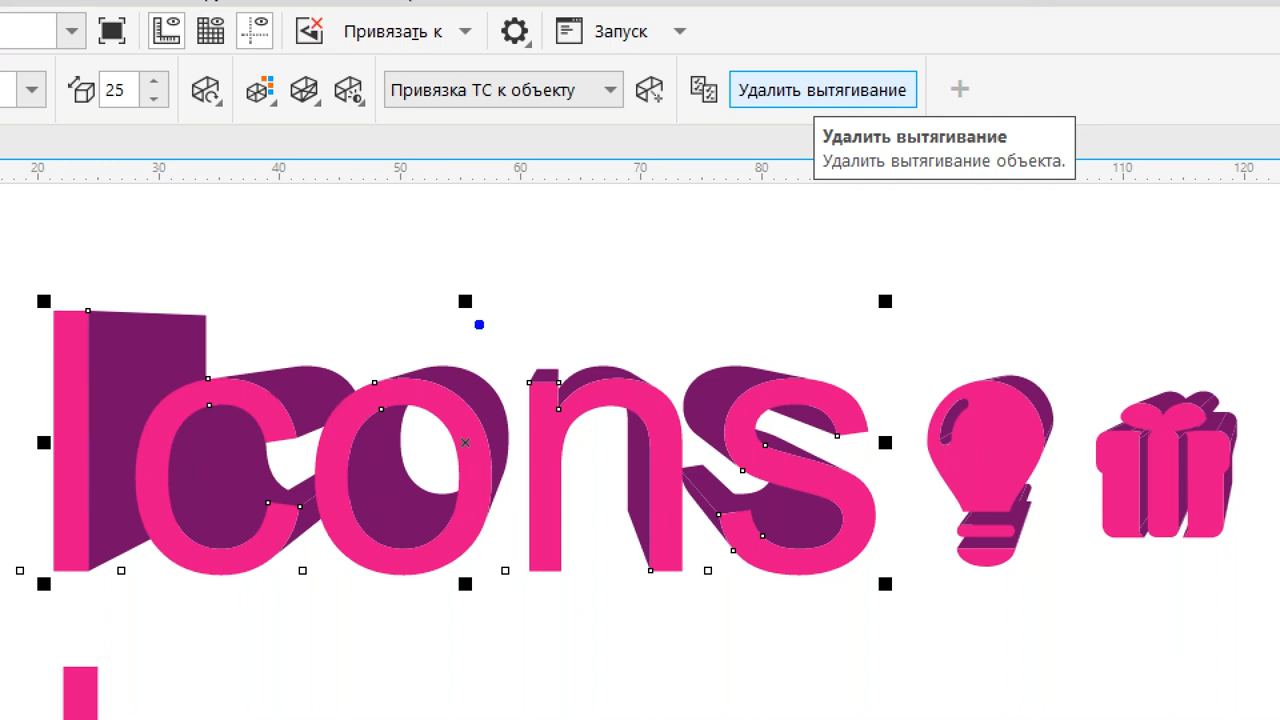 Привязать к
Запуск
25
Привязка ТС к объекту
Удалить вытягивание
Удалить вытягивание
Удалить вытягивание объекта.
20 30 40 50 60 70 80 110 120
Icons